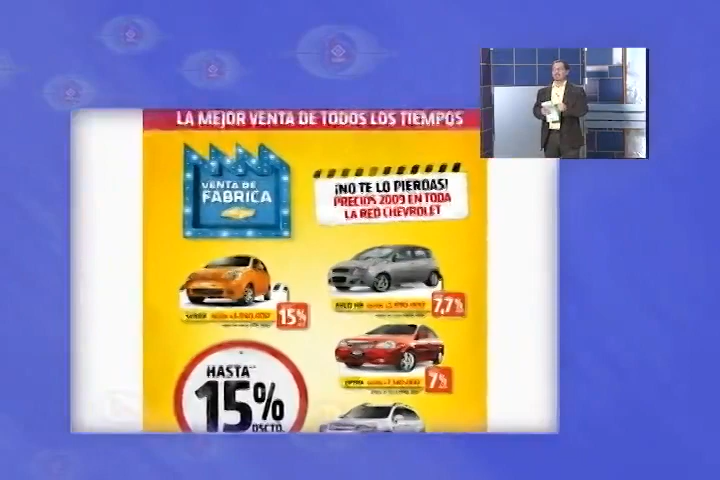 LA MEJOR VENTA DE TODOS LOS TIEMPOS
VENTA DE
FABRICA
¡NO TE LO PIERDAS!
PRECIOS 2009 EN TODA
LA RED CHEVROLET
15%
7,7%
7%
HASTA
15%
DSCTO.